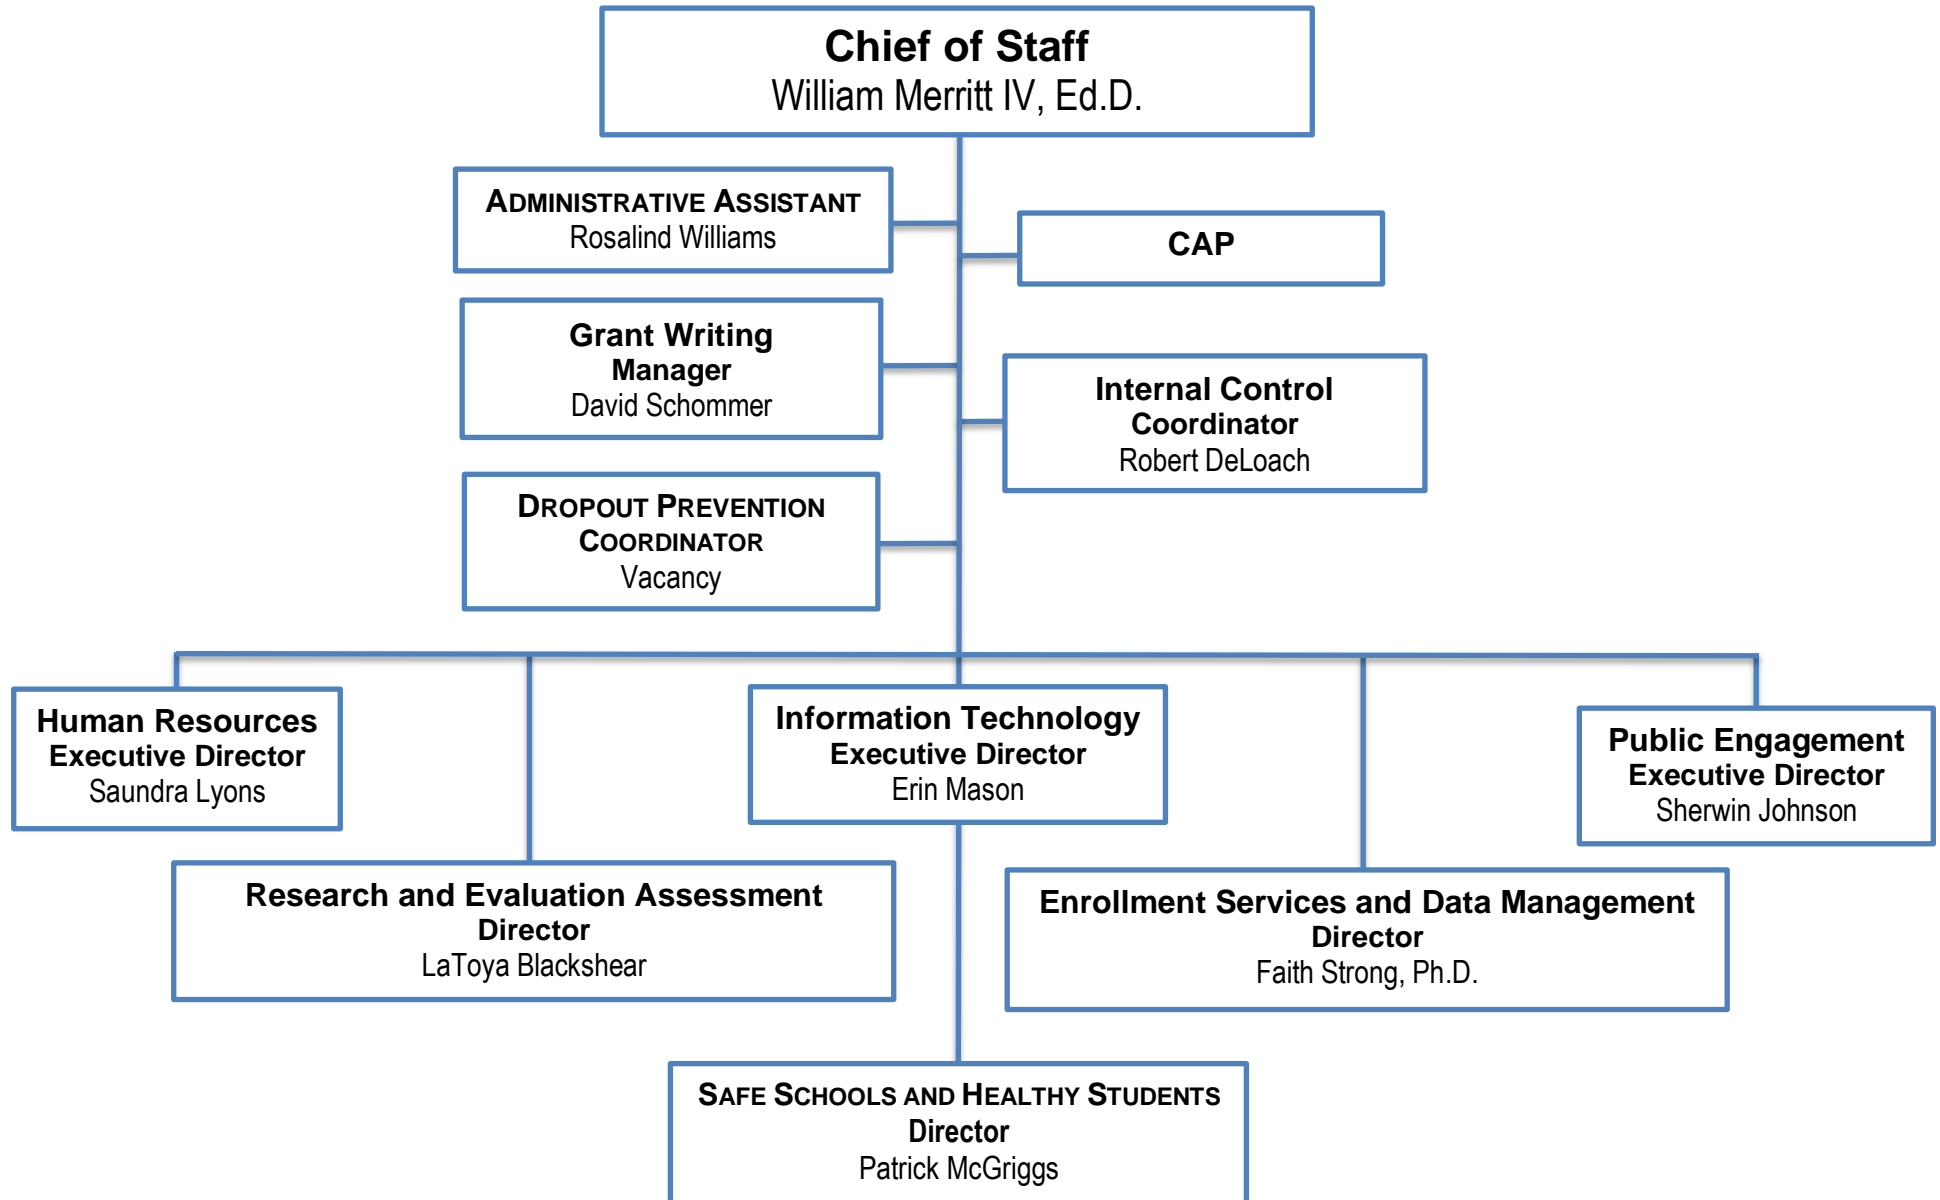 Chief of Staff
William Merritt IV, Ed.D.
ADMINISTRATIVE ASSISTANT
Rosalind Williams
CAP
Grant Writing
Manager
David Schommer
Internal Control
Coordinator
Robert DeLoach
DROPOUT PREVENTION
COORDINATOR
Vacancy
Human Resources
Executive Director
Saundra Lyons
Information Technology
Executive Director
Erin Mason
Public Engagement
Executive Director
Sherwin Johnson
Research and Evaluation Assessment
Director
LaToya Blackshear
Enrollment Services and Data Management
Director
Faith Strong, Ph.D.
SAFE SCHOOLS AND HEALTHY STUDENTS
Director
Patrick McGriggs